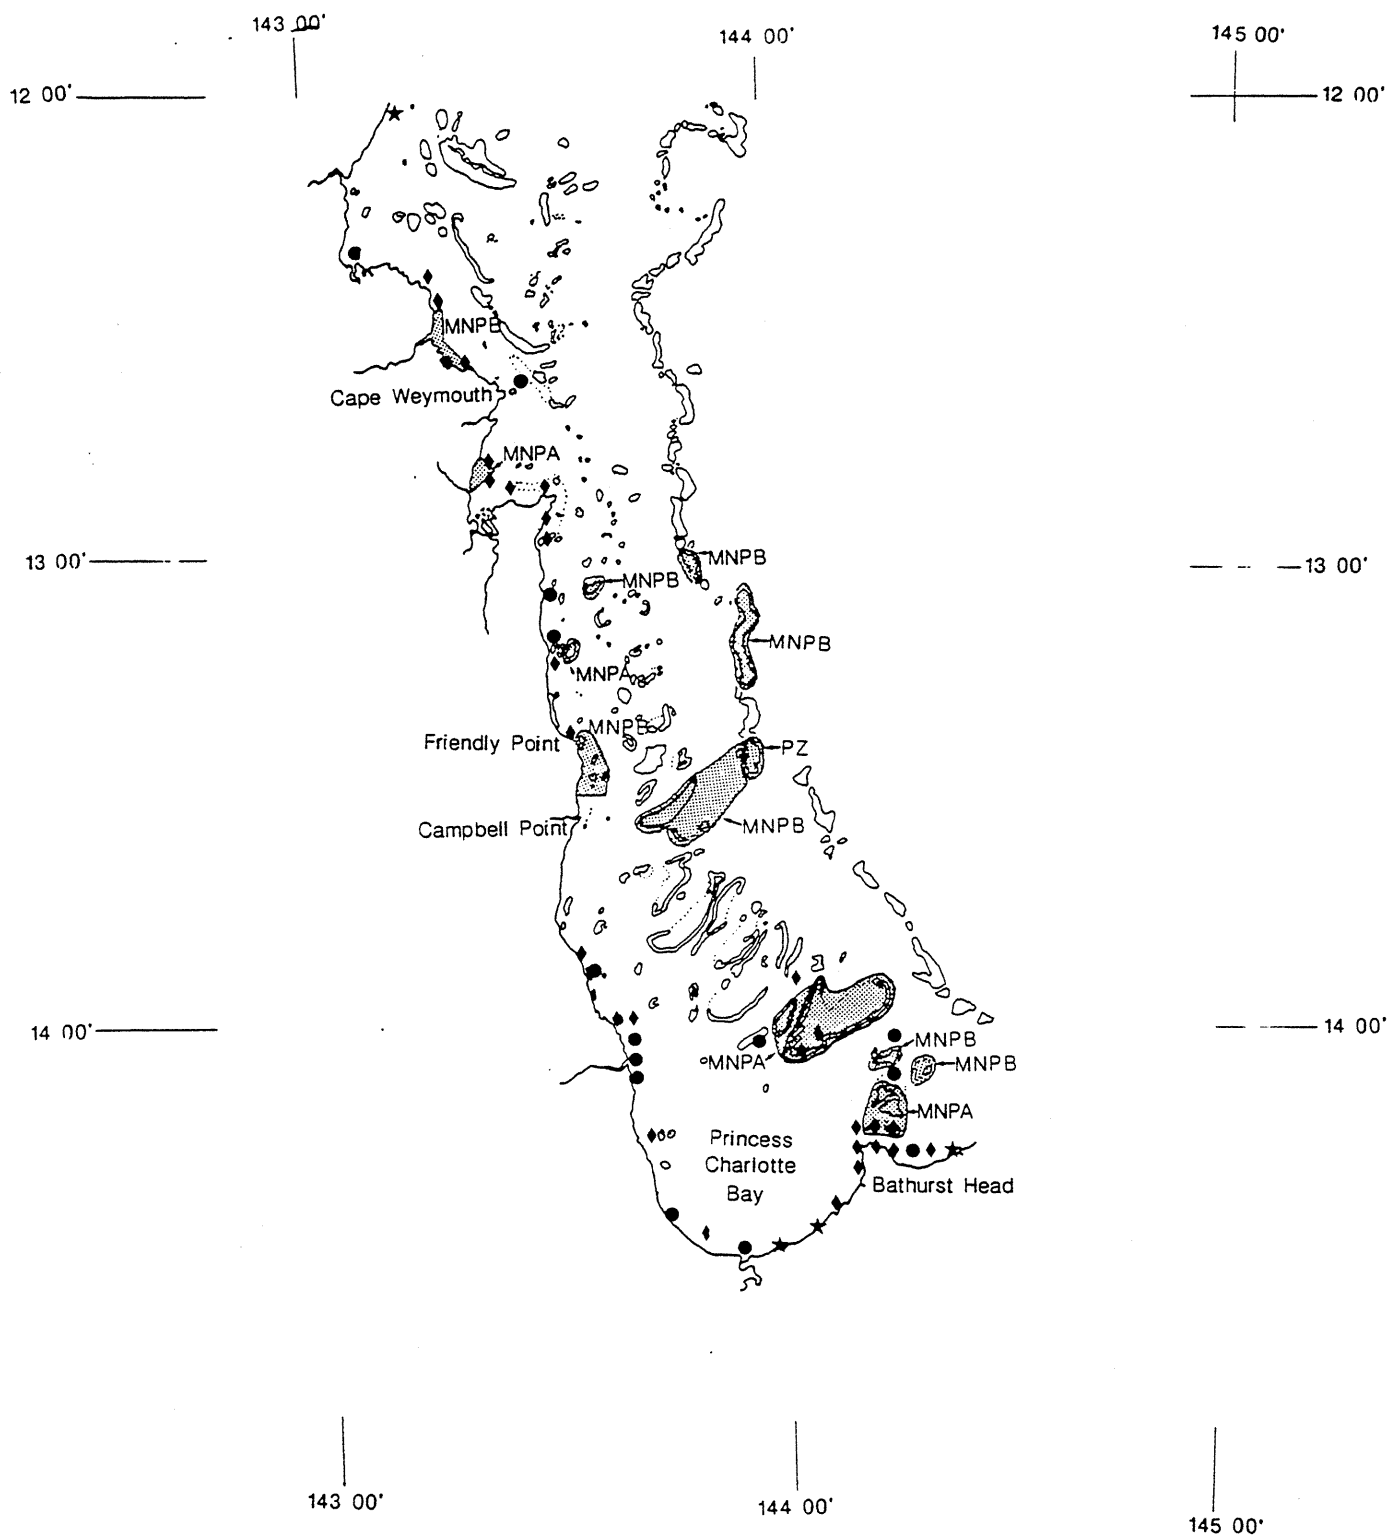 143 00'
144 00'
145 00'
12 00'
12 00'
MNPB
Cape Weymouth
MNPA
13 00'
MNPB
MNPB
13 00'
MNPB
MNPA
MNPB
Friendly Point
PZ
Campbell Point
MNPB
14 00'
14 00'
MNPB
MNPA
MNPB
MNPA
Princess
Charlotte
Bay
Bathurst Head
143 00'
144 00'
145 00'